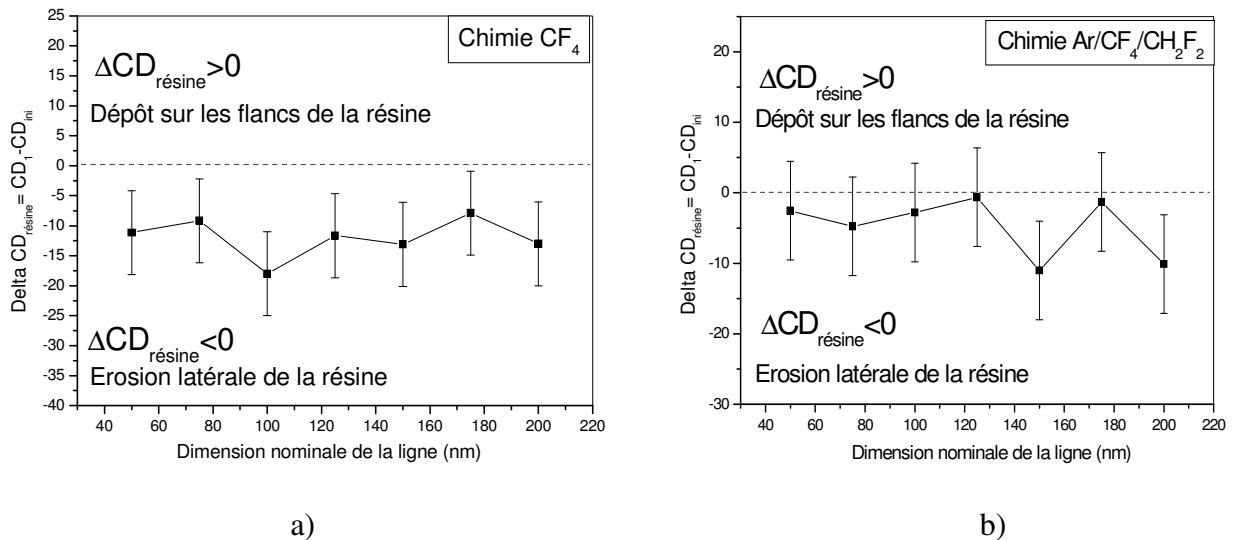 Chimie CF4
ΔCDrésine>0
Dépôt sur les flancs de la résine
ΔCDrésine<0
Erosion latérale de la résine
Delta CDrésine= CD1-CDini
25
20
15
10
5
0
-5
-10
-15
-20
-25
-30
-35
-40
40 60 80 100 120 140 160 180 200 220
Dimension nominale de la ligne (nm)
a)
Chimie Ar/CF4/CH2F2
ΔCDrésine>0
Dépôt sur les flancs de la résine
ΔCDrésine<0
Erosion latérale de la résine
Delta CDrésine= CD1-CDini
20
10
0
-10
-20
-30
40 60 80 100 120 140 160 180 200 220
Dimension nominale de la ligne (nm)
b)